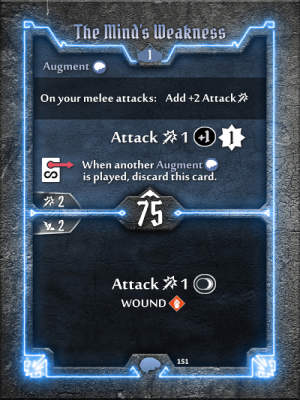 The Mind's Weakness
1
Augment
On your melee attacks: Add +2 Attack
Attack 1 +1 1
When another Augment
is played, discard this card.
2
75
2
Attack 1
WOUND
151